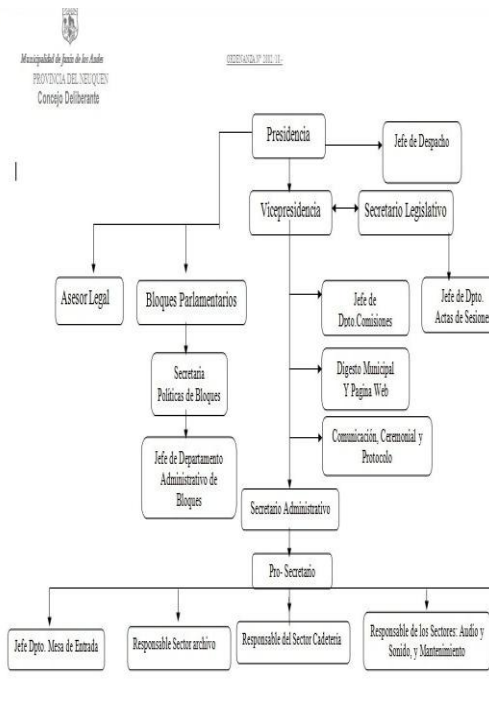 Municipalidad de Junín de los Andes
PROVINCIA DEL NEUQUEN
Concejo Deliberante
ORDENANZA Nº
Presidencia
Jefe de Despacho
Vicepresidencia
Secretario Legislativo
Asesor Legal
Bloques Parlamentarios
Jefe de
Dpto.Comisiones
Jefe de Dpto.
Actas de Sesione
Secretaria
Políticas de Bloques
Digesto Municipal
Y Pagina Web
Jefe de Departamento
Administrativo de
Bloques
Comunicación, Ceremonial y
Protocolo
Secretario Administrativo
Pro- Secretario
Jefe Dpto. Mesa de Entrada
Responsable Sector archivo
Responsable del Sector Cadetería
Responsable de los Sectores: Audio y
Sonido, y Mantenimiento